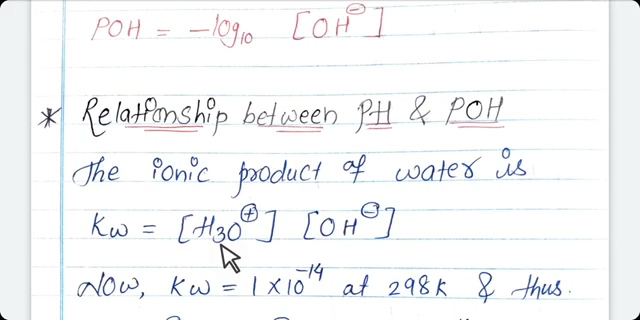 POH = -log₁₀ [OH⊖]
* Relationship between PH & POH
The ionic product of water is
Kw = [H3O⊕] [OH⊖]
Now, Kw = 1×10⁻¹⁴ at 298K & thus.